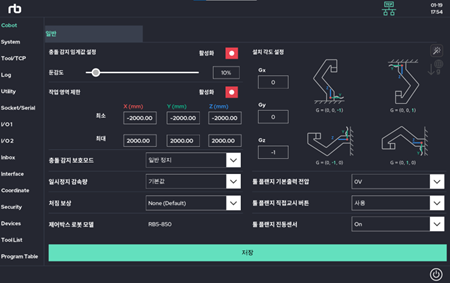 rb
TCP
01-19
17:54
Cobot
System
Tool/TCP
Log
Utility
Socket/Serial
I/O 1
I/O 2
Inbox
Interface
Coordinate
Security
Devices
Tool List
Program Table
일반
충돌 감지 임계값 설정
활성화
둔감도
10%
작업 영역 제한
활성화
X (mm)
Y (mm)
Z (mm)
최소
-2000.00
-2000.00
-2000.00
최대
2000.00
2000.00
2000.00
충돌 감지 보호모드
일반 정지
일시정지 감속량
기본값
처짐 보상
None (Default)
제어박스 로봇 모델
RB5-850
설치 각도 설정
Gx
0
Gy
0
Gz
-1
G = (0, 0, -1)
G = (0, 0, 1)
G = (0, -1, 0)
G = (0, 1, 0)
툴 플랜지 기본출력 전압
0V
툴 플랜지 직접교시 버튼
사용
툴 플랜지 진동센서
On
저장